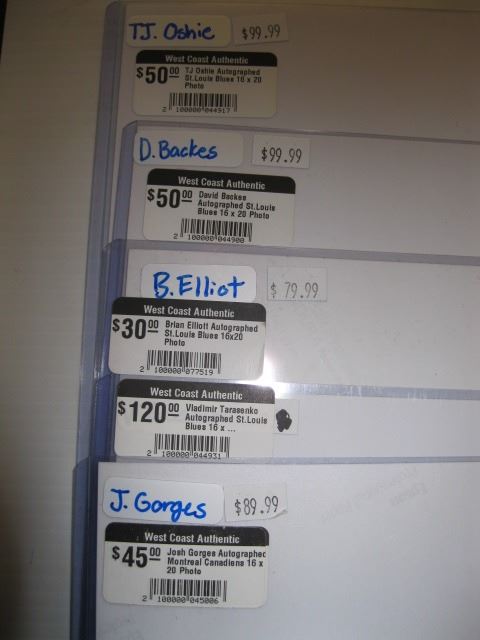 TJ. Oshie $99.99
West Coast Authentic
$50.00 TJ Oshie Autographed
St.Louis Blues 16 x 20
Photo
2 100000 044917
D. Backes $99.99
West Coast Authentic
$50.00 David Backes
Autographed St.Louis
Blues 16 x 20 Photo
2 100000 044900
B. Elliot $79.99
West Coast Authentic
$30.00 Brian Elliott Autographed
St.Louis Blues 16x20
Photo
2 100000 077519
West Coast Authentic
$120.00 Vladimir Tarasenko
Autographed St.Louis
Blues 16 x ...
2 100000 044931
J. Gorges $89.99
West Coast Authentic
$45.00 Josh Gorges Autographed
Montreal Canadiens 16 x
20 Photo
2 100000 045006